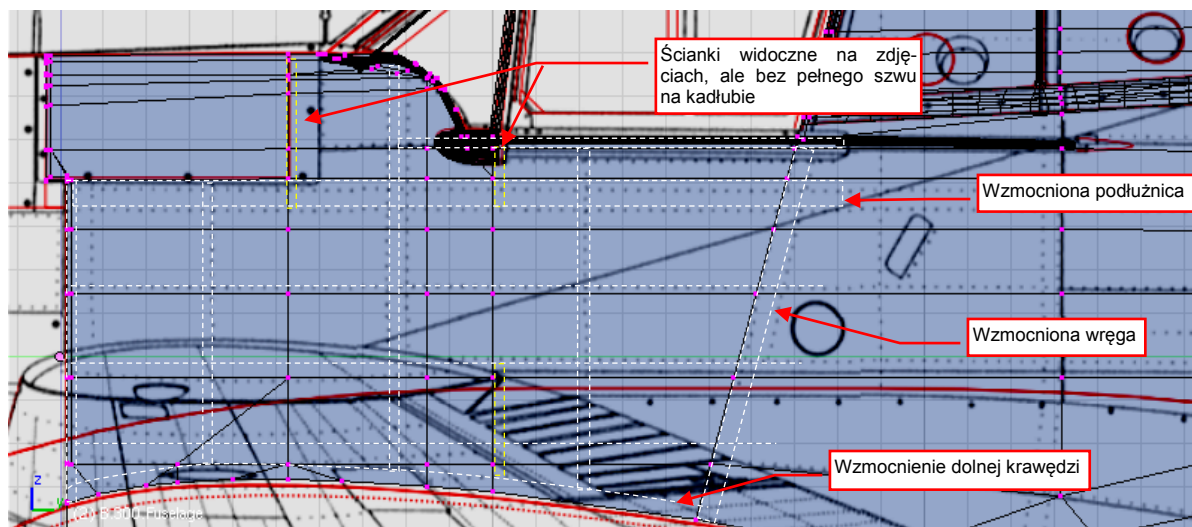 Ścianki widoczne na zdję-
ciach, ale bez pełnego szwu
na kadłubie
Wzmocniona podłużnica
Wzmocniona wręga
Wzmocnienie dolnej krawędzi
z